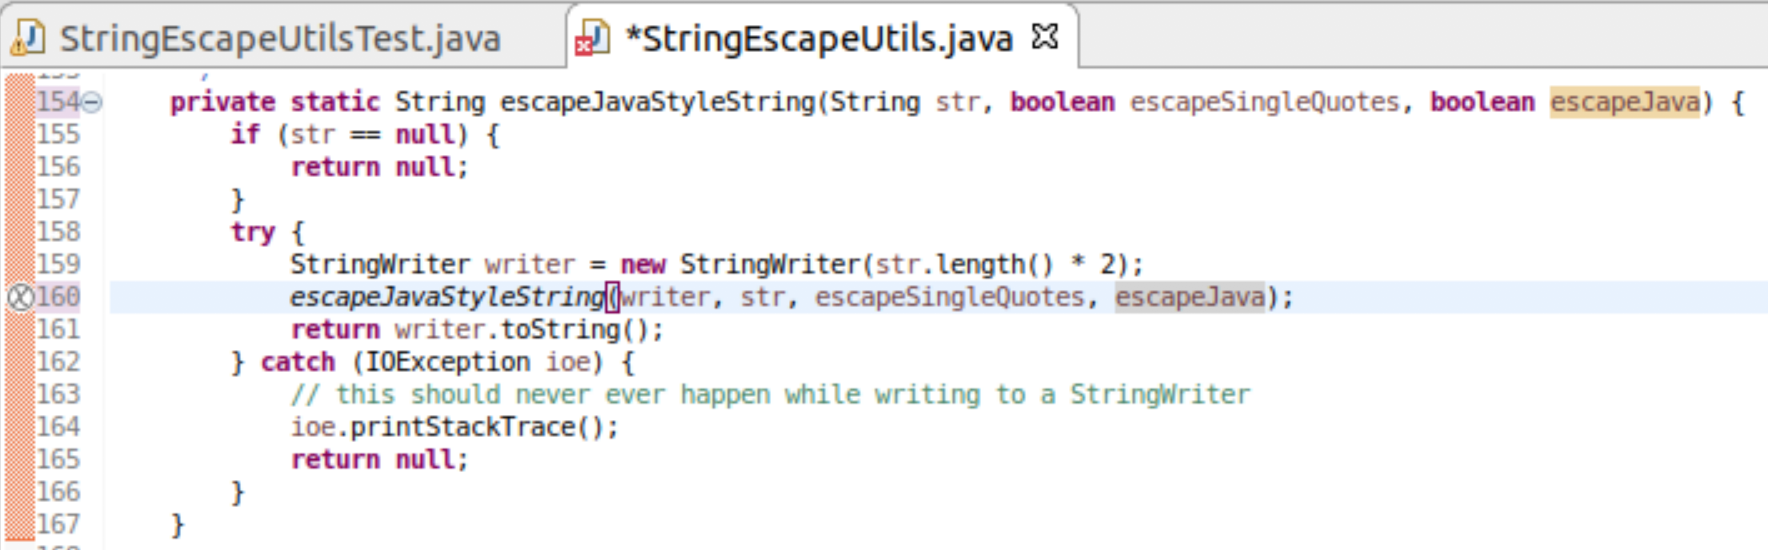 StringEscapeUtilsTest.java *StringEscapeUtils.java
154 private static String escapeJavaStyleString(String str, boolean escapeSingleQuotes, boolean escapeJava) {
155 if (str == null) {
156 return null;
157 }
158 try {
159 StringWriter writer = new StringWriter(str.length() * 2);
160 escapeJavaStyleString(writer, str, escapeSingleQuotes, escapeJava);
161 return writer.toString();
162 } catch (IOException ioe) {
163 // this should never ever happen while writing to a StringWriter
164 ioe.printStackTrace();
165 return null;
166 }
167 }